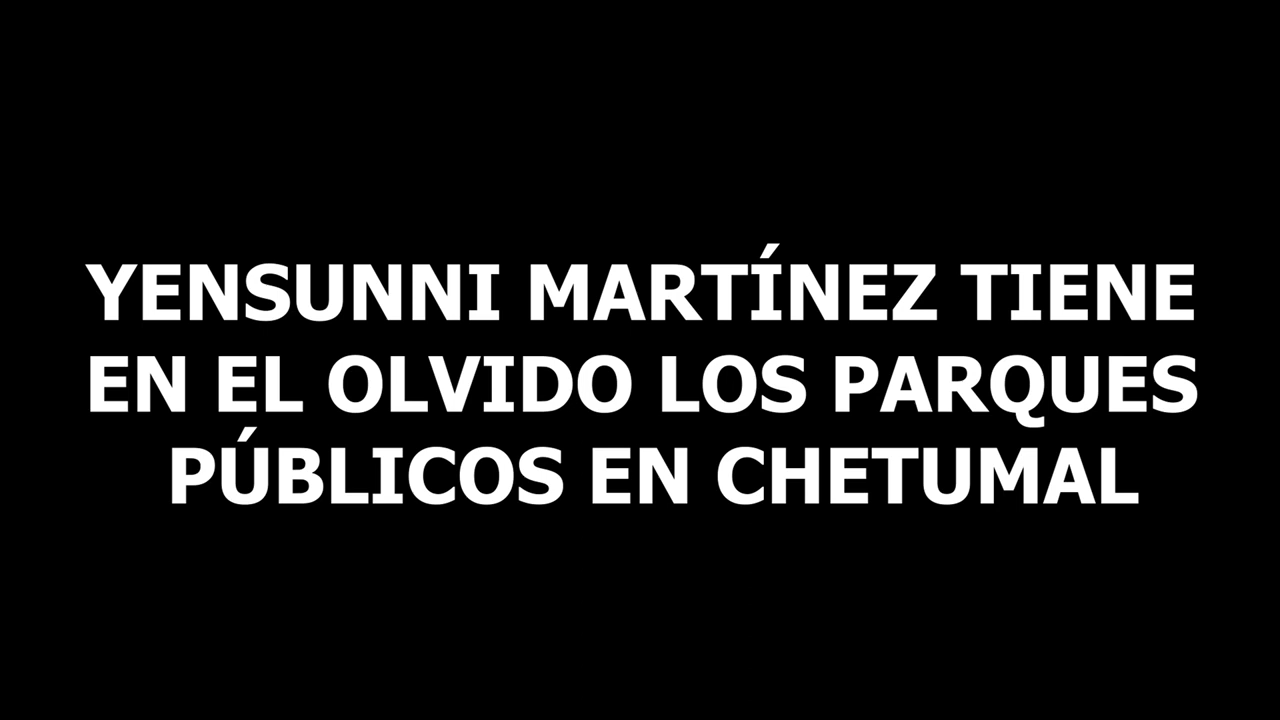 YENSUNNI MARTÍNEZ TIENE
EN EL OLVIDO LOS PARQUES
PÚBLICOS EN CHETUMAL